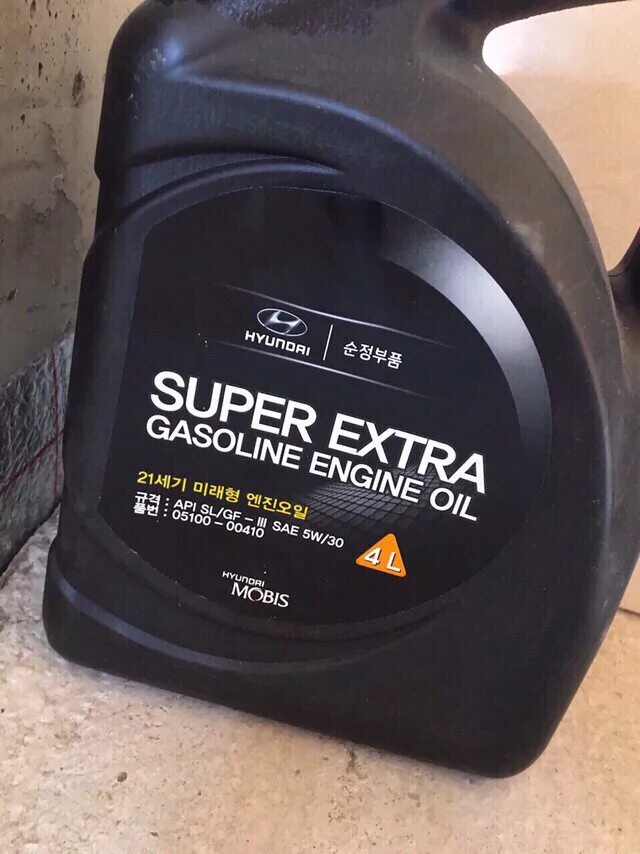 HYUNDAI | 순정부품
SUPER EXTRA
GASOLINE ENGINE OIL
21세기 미래형 엔진오일
규격 : API SL/GF - III SAE 5W/30
품번 : 05100-00410
4 L
HYUNDAI
MOBIS